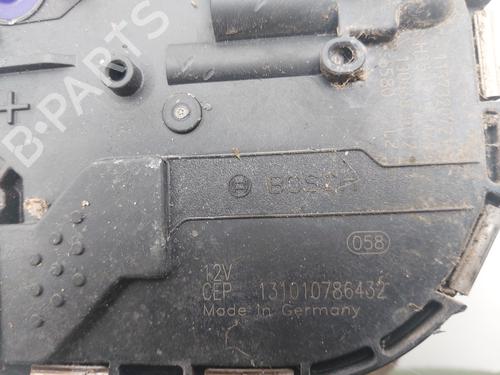 B-PARTS
+
BOSCH
058
12V
CEP 131010786432
Made in Germany